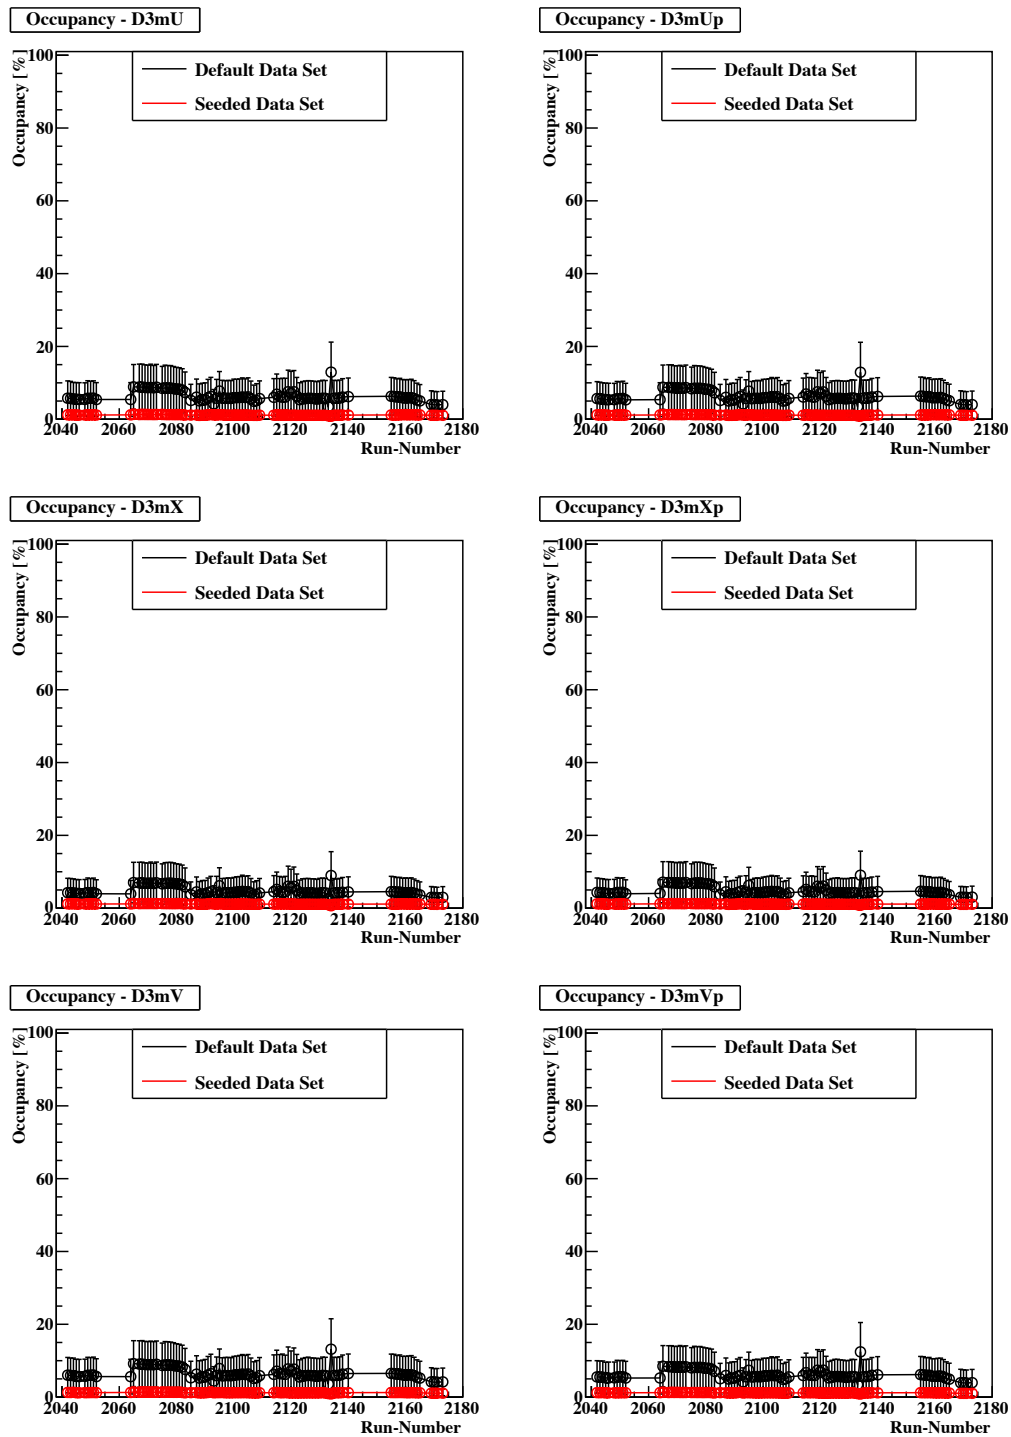 Occupancy - D3mU
Occupancy [%]
Default Data Set
Seeded Data Set
100
80
60
40
20
0
2040 2060 2080 2100 2120 2140 2160 2180
Run-Number
Occupancy - D3mUp
Occupancy [%]
Default Data Set
Seeded Data Set
100
80
60
40
20
0
2040 2060 2080 2100 2120 2140 2160 2180
Run-Number
Occupancy - D3mX
Occupancy [%]
Default Data Set
Seeded Data Set
100
80
60
40
20
0
2040 2060 2080 2100 2120 2140 2160 2180
Run-Number
Occupancy - D3mXp
Occupancy [%]
Default Data Set
Seeded Data Set
100
80
60
40
20
0
2040 2060 2080 2100 2120 2140 2160 2180
Run-Number
Occupancy - D3mV
Occupancy [%]
Default Data Set
Seeded Data Set
100
80
60
40
20
0
2040 2060 2080 2100 2120 2140 2160 2180
Run-Number
Occupancy - D3mVp
Occupancy [%]
Default Data Set
Seeded Data Set
100
80
60
40
20
0
2040 2060 2080 2100 2120 2140 2160 2180
Run-Number